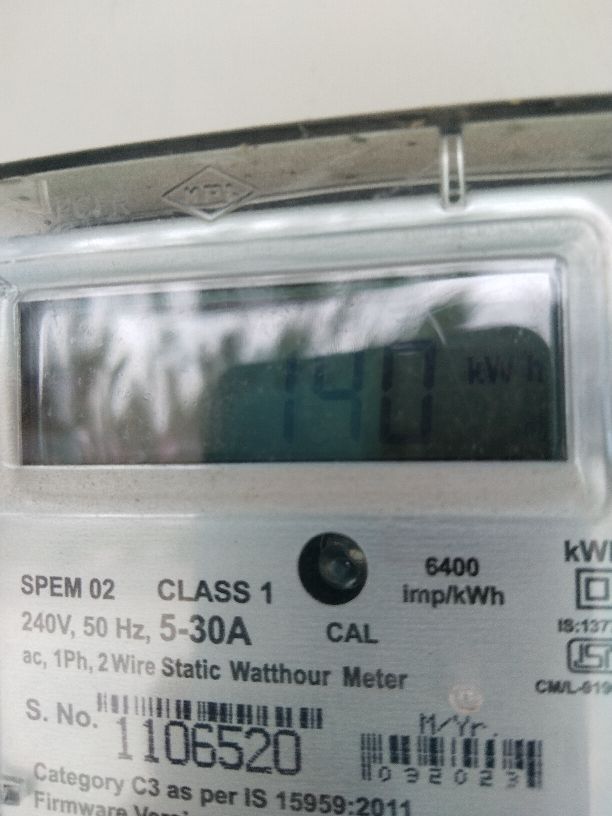 140 kWh
SPEM 02 CLASS 1
6400
imp/kWh
240V, 50 Hz, 5-30A
CAL
ac, 1Ph, 2 Wire Static Watthour Meter
S. No. 1106520
M/Yr.
092023
Category C3 as per IS 15959:2011
Firmware